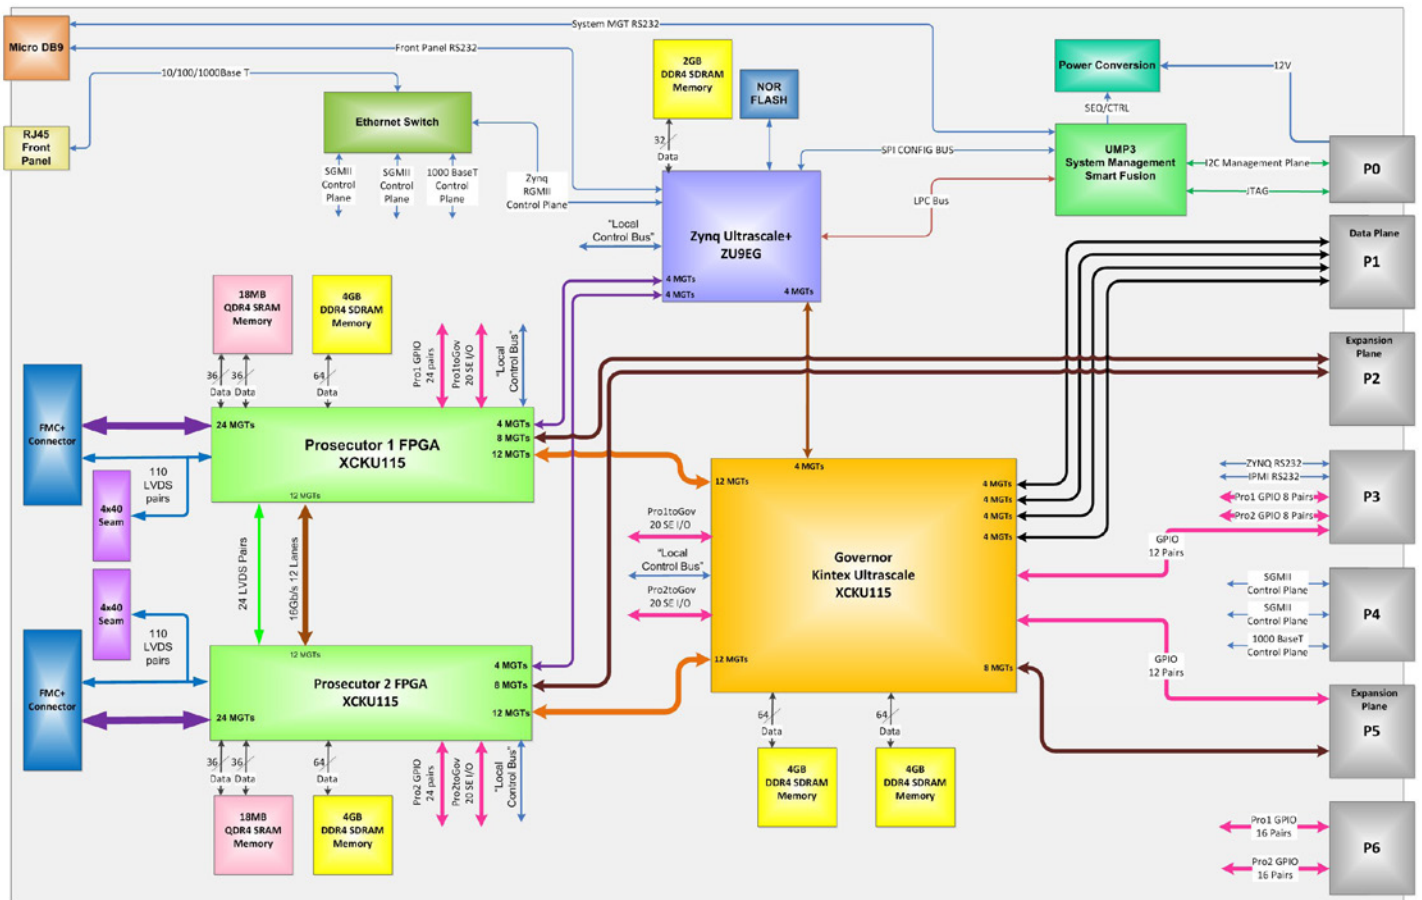 System MGT RS232
Micro DB9
Front Panel RS232
10/100/1000Base T
2GB
DDR4 SDRAM
Memory
NOR
FLASH
Power Conversion
12V
SEQ/CTRL
Ethernet Switch
RJ45
Front
Panel
32
Data
SPI CONFIG BUS
UMP3
System Management
Smart Fusion
I2C Management Plane
JTAG
P0
SGMII
Control
Plane
SGMII
Control
Plane
1000 BaseT
Control
Plane
Zynq
RGMII
Control Plane
LPC Bus
"Local
Control Bus"
Zynq Ultrascale+
ZU9EG
4 MGTs
4 MGTs
4 MGTs
Data Plane
P1
18MB
QDR4 SRAM
Memory
4GB
DDR4 SDRAM
Memory
Pro1 GPIO
24 pairs
Pro1toGov
20 SE I/O
"Local
Control Bus"
Expansion
Plane
P2
36
Data
36
Data
64
Data
FMC+
Connector
24 MGTs
Prosecutor 1 FPGA
XCKU115
4 MGTs
8 MGTs
12 MGTs
12 MGTs
110
LVDS
pairs
4x40
Seam
24 LVDS Pairs
16Gb/s 12 Lanes
4 MGTs
12 MGTs
4 MGTs
4 MGTs
4 MGTs
4 MGTs
Pro1toGov
20 SE I/O
"Local
Control Bus"
Pro2toGov
20 SE I/O
Governor
Kintex Ultrascale
XCKU115
12 MGTs
8 MGTs
ZYNQ RS232
IPMI RS232
Pro1 GPIO 8 Pairs
Pro2 GPIO 8 Pairs
P3
GPIO
12 Pairs
SGMII
Control Plane
SGMII
Control Plane
1000 BaseT
Control Plane
P4
GPIO
12 Pairs
4x40
Seam
110
LVDS
pairs
FMC+
Connector
12 MGTs
Prosecutor 2 FPGA
XCKU115
24 MGTs
4 MGTs
8 MGTs
12 MGTs
Expansion
Plane
P5
36
Data
36
Data
64
Data
Pro2 GPIO
24 pairs
Pro2toGov
20 SE I/O
"Local
Control Bus"
64
Data
64
Data
4GB
DDR4 SDRAM
Memory
4GB
DDR4 SDRAM
Memory
18MB
QDR4 SRAM
Memory
4GB
DDR4 SDRAM
Memory
Pro1 GPIO
16 Pairs
Pro2 GPIO
16 Pairs
P6